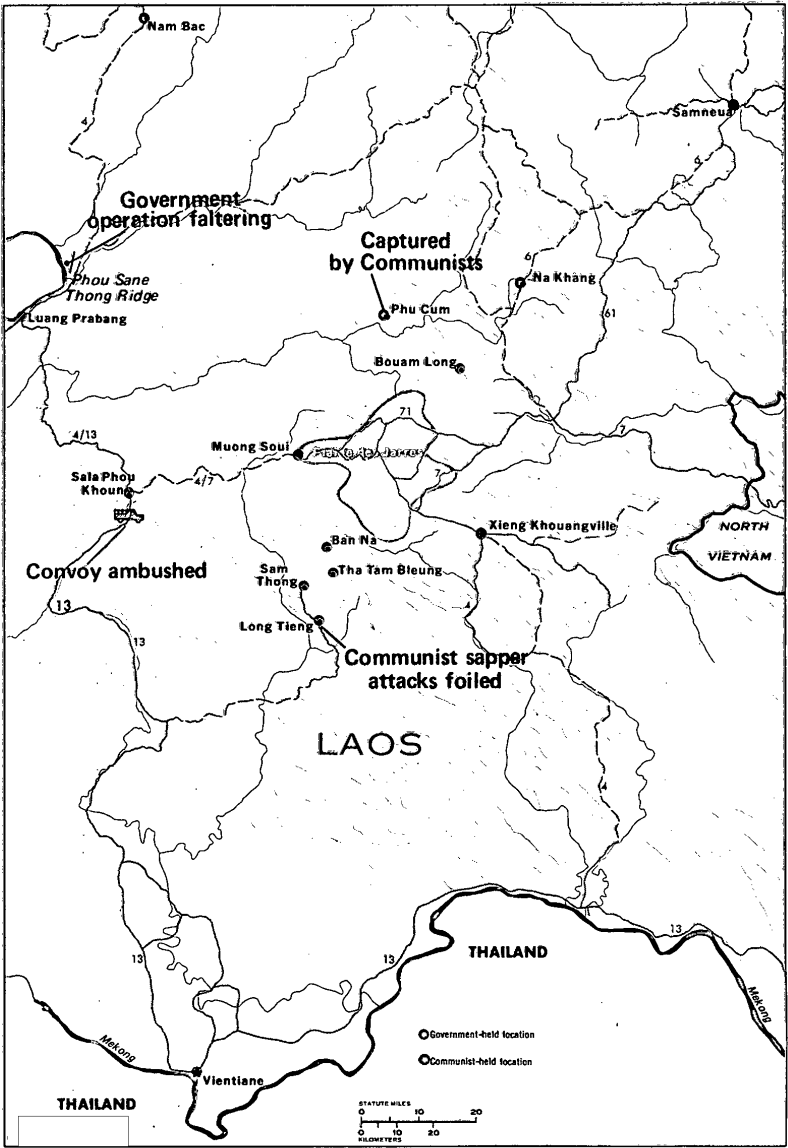 Nam Bac
4
Samneua
6
Government
operation faltering
Captured
by Communists
6
Na Khang
Phou Sane
Thong Ridge
Luang Prabang
Phu Cum
61
Bouam Long
71
4/13
Muong Soui
7
4/7
7
Sala Phou
Khoun
Xieng Khouangville
NORTH
VIETNAM
Ban Na
Convoy ambushed
Sam
Thong
Tha Tam Bleung
13
4
Long Tieng
13
Communist sapper
attacks foiled
LAOS
4
13
13
13
THAILAND
Mekong
Government-held location
Mekong
Communist-held location
Vientiane
THAILAND
STATUTE MILES
0 10 20
0 10 20
KILOMETERS